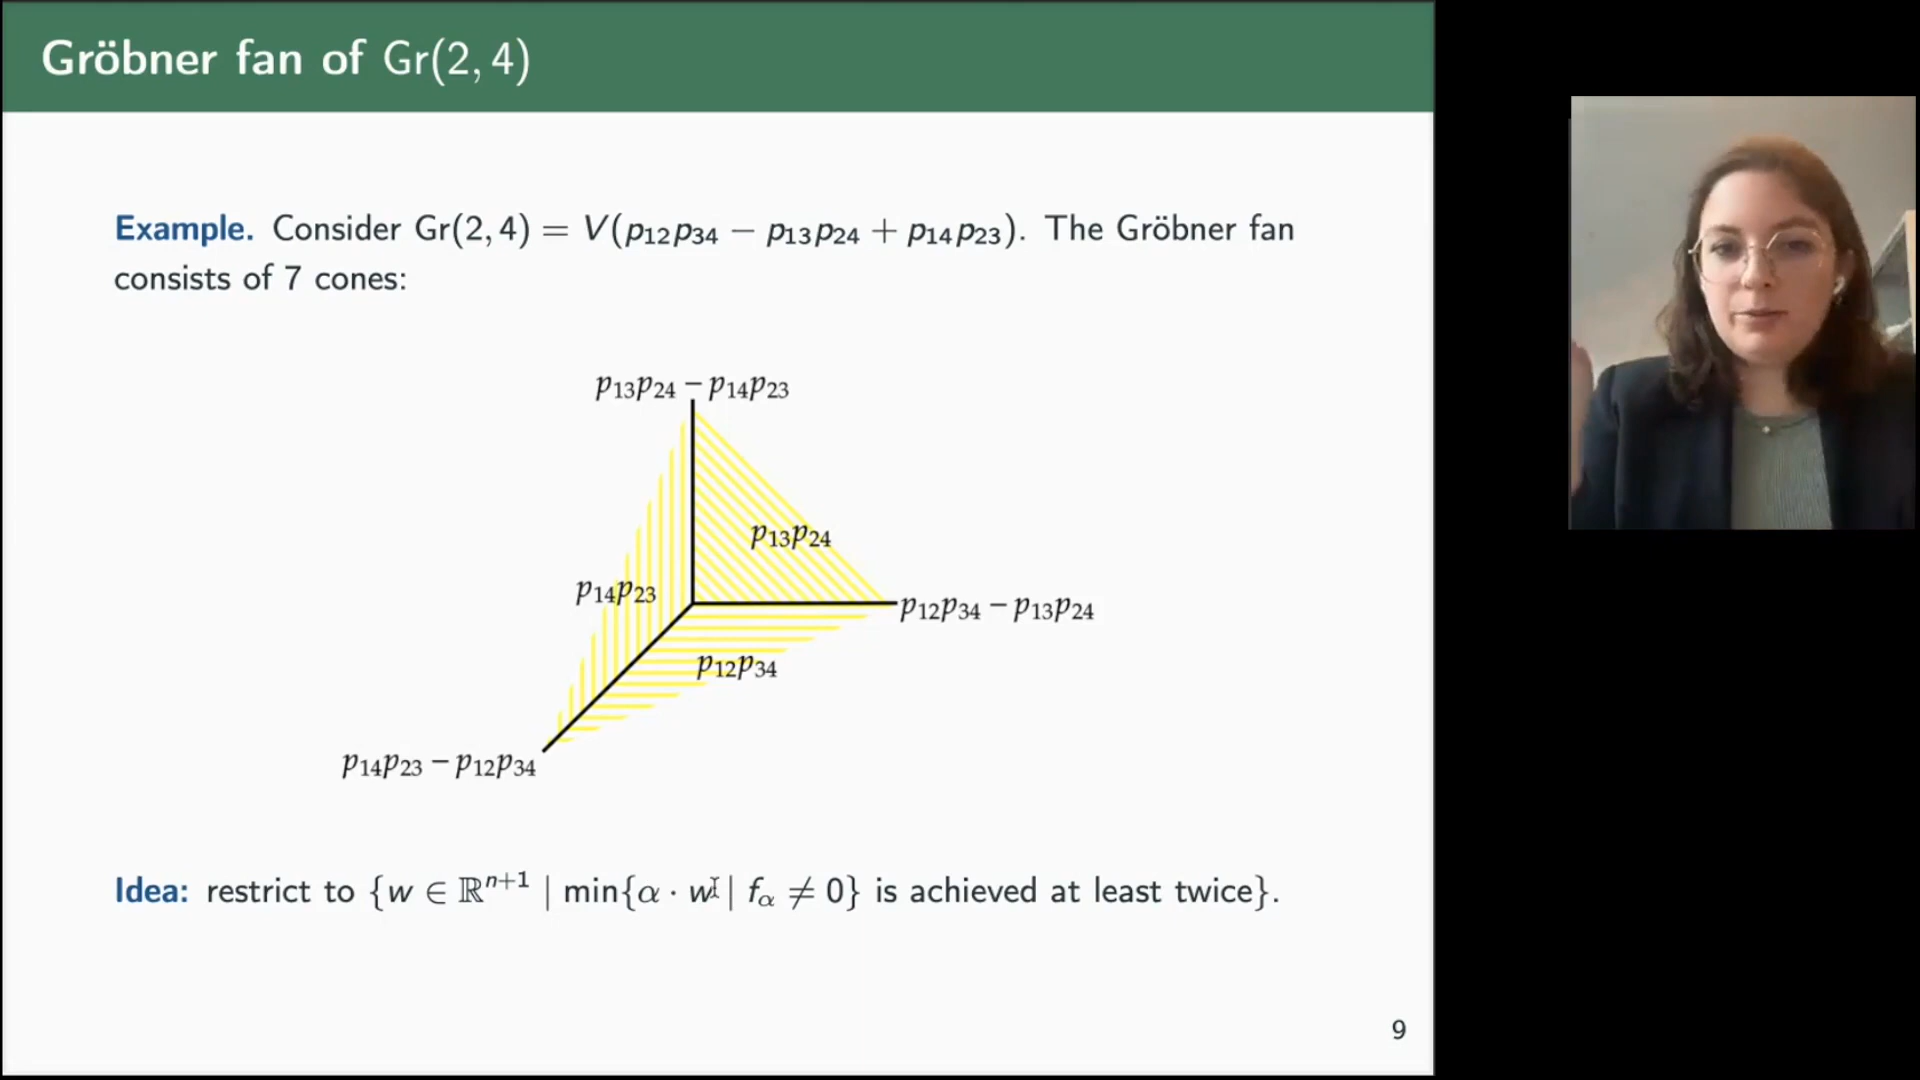 Gröbner fan of Gr(2, 4)
Example. Consider Gr(2, 4) = V(p₁₂p₃₄ − p₁₃p₂₄ + p₁₄p₂₃). The Gröbner fan
consists of 7 cones:
p₁₃p₂₄ − p₁₄p₂₃
p₁₃p₂₄
p₁₄p₂₃
p₁₂p₃₄ − p₁₃p₂₄
p₁₂p₃₄
p₁₄p₂₃ − p₁₂p₃₄
Idea: restrict to {w ∈ ℝⁿ⁺¹ | min{α · w | fα ≠ 0} is achieved at least twice}.
9